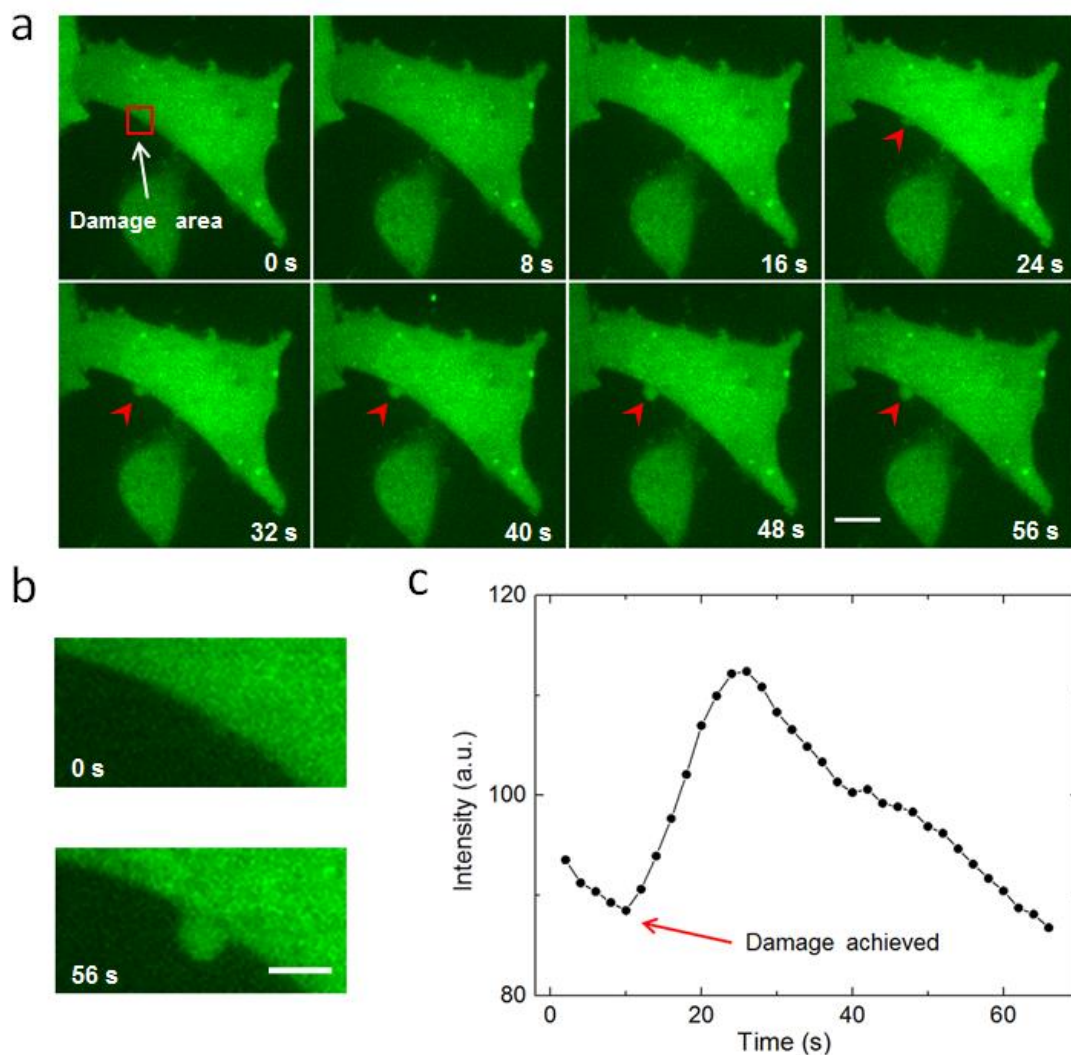 a
Damage area
0 s
8 s
16 s
24 s
32 s
40 s
48 s
56 s
b
0 s
56 s
c
120
100
80
Intensity (a.u.)
Damage achieved
0
20
40
60
Time (s)